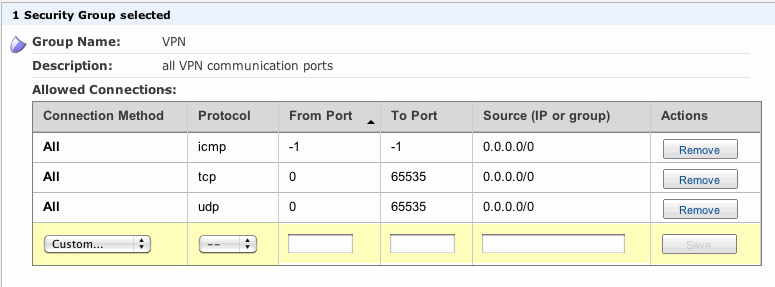 1 Security Group selected
Group Name: VPN
Description: all VPN communication ports
Allowed Connections:
Connection Method Protocol From Port To Port Source (IP or group) Actions
All icmp -1 -1 0.0.0.0/0 Remove
All tcp 0 65535 0.0.0.0/0 Remove
All udp 0 65535 0.0.0.0/0 Remove
Custom... -- Save